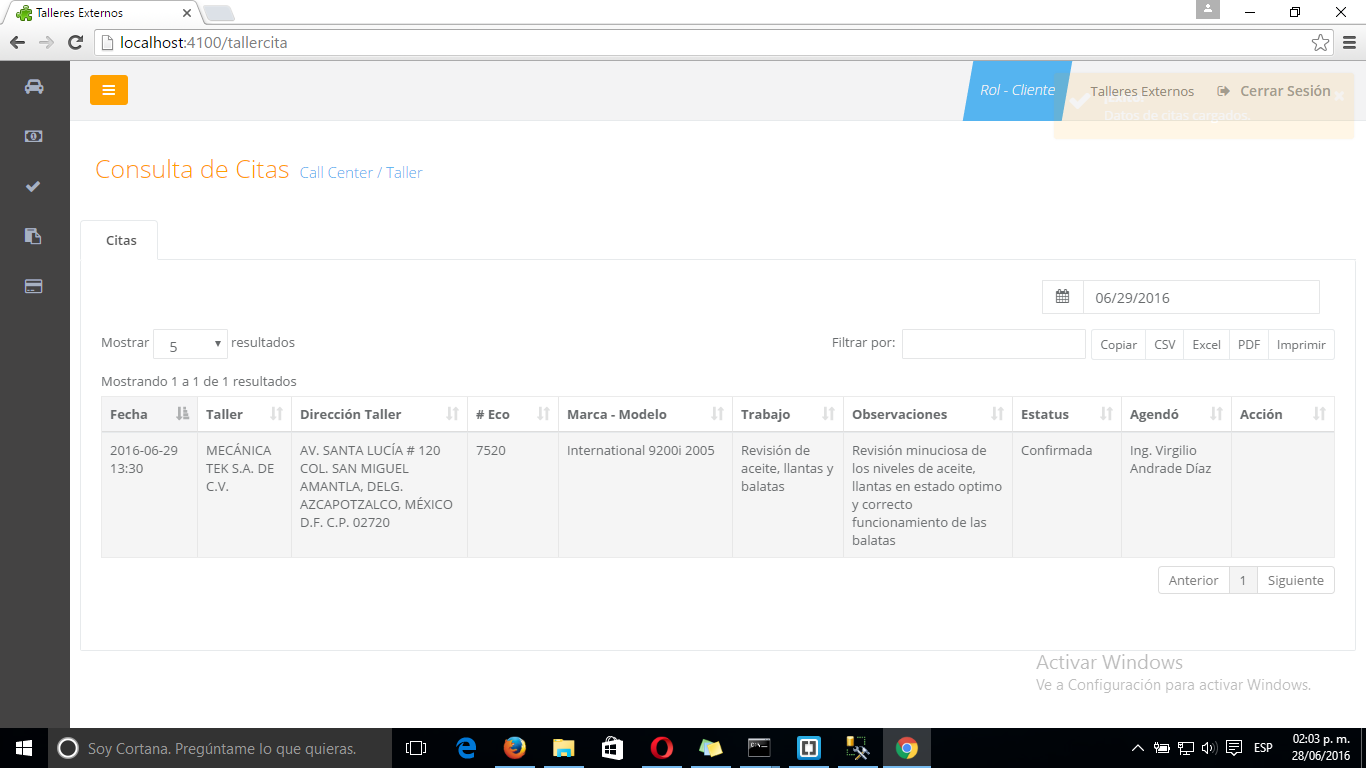 Talleres Externos
localhost:4100/tallercita
Rol - Cliente
Talleres Externos
Cerrar Sesión
Datos de citas cargados.
Consulta de Citas Call Center / Taller
Citas
06/29/2016
Mostrar 5 resultados
Filtrar por:
Copiar CSV Excel PDF Imprimir
Mostrando 1 a 1 de 1 resultados
Fecha Taller Dirección Taller # Eco Marca - Modelo Trabajo Observaciones Estatus Agendó Acción
2016-06-29
13:30
MECÁNICA
TEK S.A. DE
C.V.
AV. SANTA LUCÍA # 120
COL. SAN MIGUEL
AMANTLA, DELG.
AZCAPOTZALCO, MÉXICO
D.F. C.P. 02720
7520
International 9200i 2005
Revisión de
aceite, llantas y
balatas
Revisión minuciosa de
los niveles de aceite,
llantas en estado optimo
y correcto
funcionamiento de las
balatas
Confirmada
Ing. Virgilio
Andrade Díaz
Anterior 1 Siguiente
Activar Windows
Ve a Configuración para activar Windows.
Soy Cortana. Pregúntame lo que quieras.
ESP
02:03 p. m.
28/06/2016